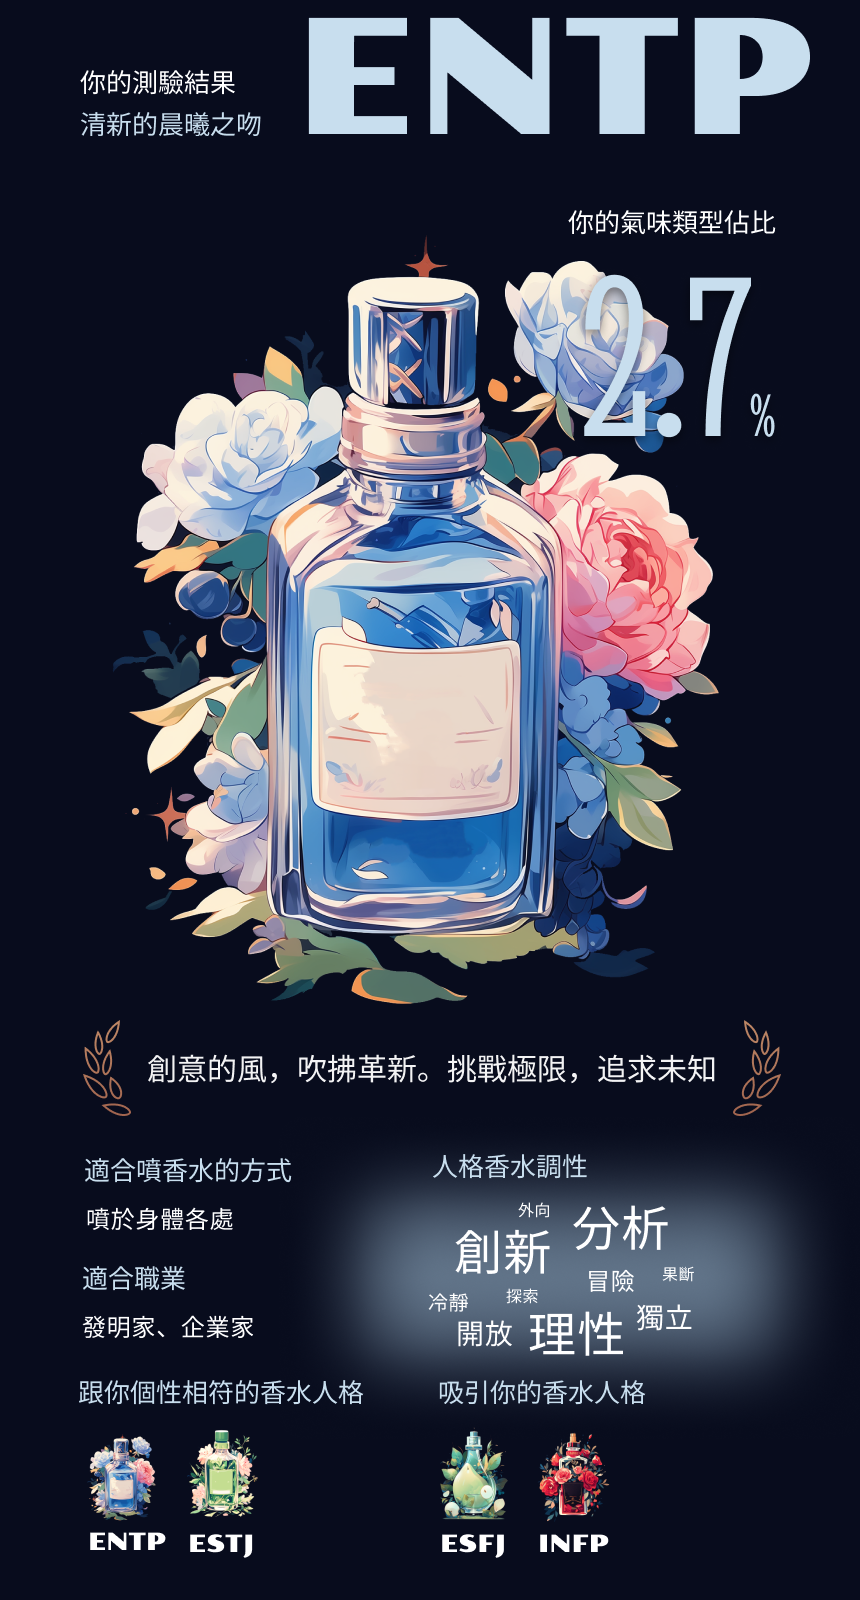 ENTP
你的測驗結果
清新的晨曦之吻
你的氣味類型佔比
2.7%
創意的風，吹拂革新。挑戰極限，追求未知
適合噴香水的方式
噴於身體各處
適合職業
發明家、企業家
人格香水調性
外向
分析
創新
冒險
果斷
冷靜
探索
獨立
開放
理性
跟你個性相符的香水人格
ENTP
ESTJ
吸引你的香水人格
ESFJ
INFP